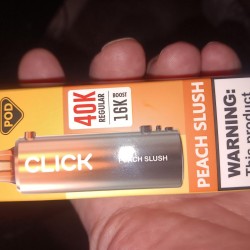 POD
40K
REGULAR
16K
BOOST
CLICK
PEACH SLUSH
PEACH SLUSH
WARNING:
This product